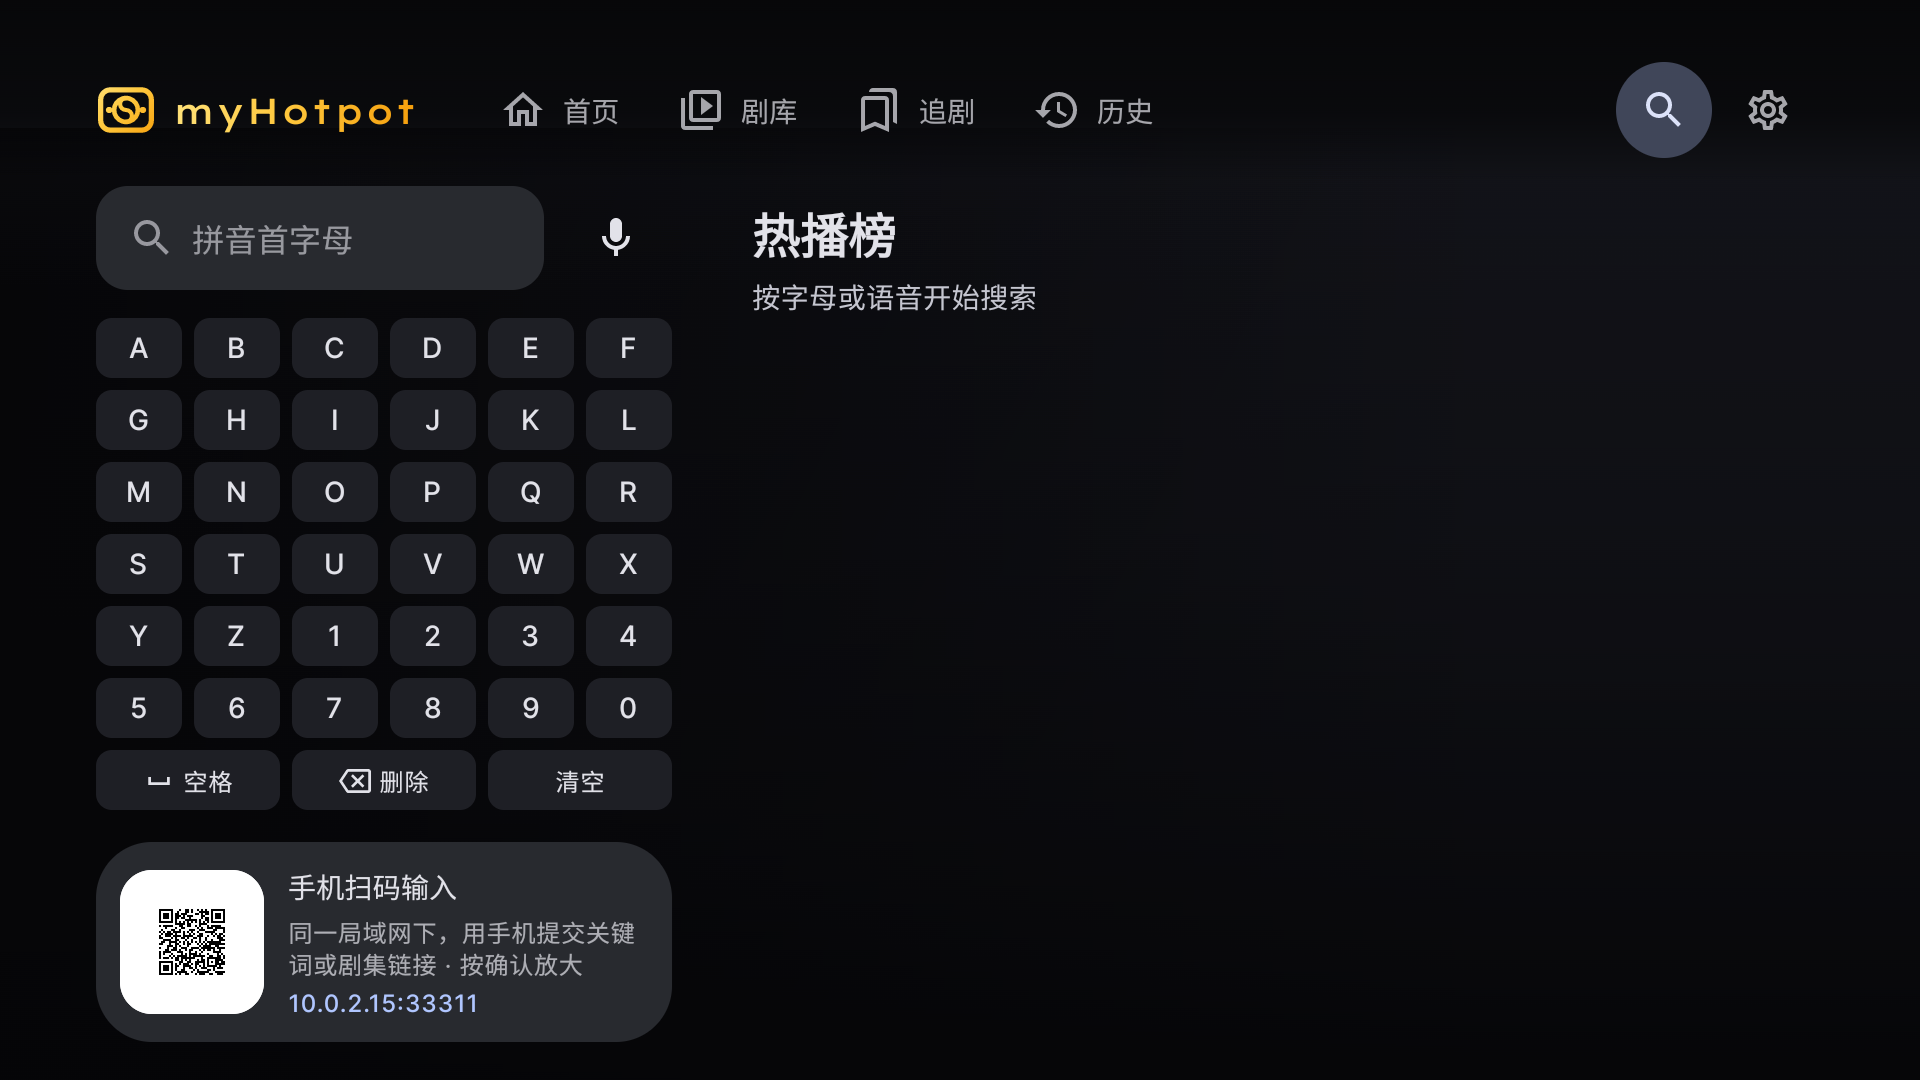 myHotpot
首页
剧库
追剧
历史
拼音首字母
热播榜
按字母或语音开始搜索
A B C D E F
G H I J K L
M N O P Q R
S T U V W X
Y Z 1 2 3 4
5 6 7 8 9 0
空格 删除 清空
手机扫码输入
同一局域网下，用手机提交关键
词或剧集链接 · 按确认放大
10.0.2.15:33311